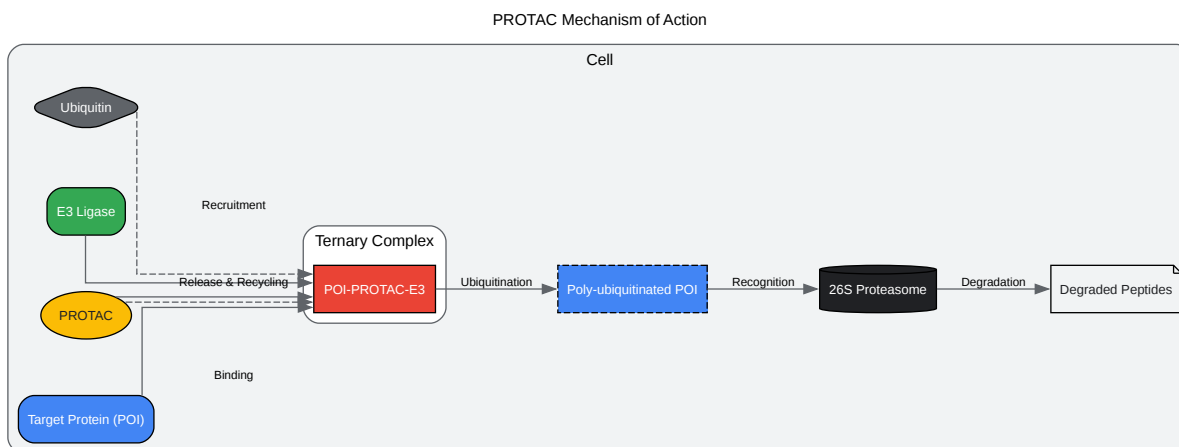 PROTAC Mechanism of Action
Cell
Ubiquitin
E3 Ligase
Recruitment
Ternary Complex
Release & Recycling
POI-PROTAC-E3
Ubiquitination
Poly-ubiquitinated POI
Recognition
26S Proteasome
Degradation
Degraded Peptides
PROTAC
Binding
Target Protein (POI)